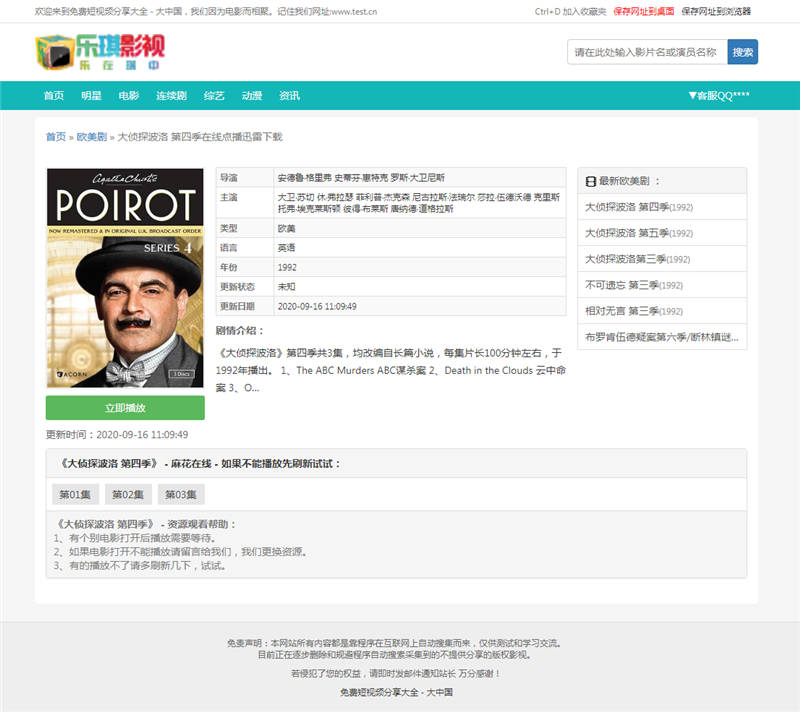 欢迎来到免费短视频分享大全 - 大中国，我们因为电影而相聚。记住我们网址:www.test.cn
Ctrl+D 加入收藏夹 保存网址到桌面 保存网址到浏览器
乐琪影视
乐在琪中
请在此处输入影片名或演员名称 搜索
首页 明星 电影 连续剧 综艺 动漫 资讯 ▼客服QQ****
首页 » 欧美剧 » 大侦探波洛 第四季在线点播迅雷下载
Agatha Christie
POIROT
NOW REMASTERED & IN ORIGINAL U.K. BROADCAST ORDER
SERIES 4
ACORN
3 Discs
导演 安德鲁·格里弗 史蒂芬·惠特克 罗斯·大卫尼斯
主演 大卫·苏切 休·弗拉瑟 菲利普·杰克森 尼古拉斯·法瑞尔 莎拉·伍德沃德 克里斯
托弗·埃克莱斯顿 彼得·布莱斯 唐纳德·道格拉斯
类型 欧美
语言 英语
年份 1992
更新状态 未知
更新日期 2020-09-16 11:09:49
剧情介绍：
《大侦探波洛》第四季共3集，均改编自长篇小说，每集片长100分钟左右，于
1992年播出。 1、The ABC Murders ABC谋杀案 2、Death in the Clouds 云中命
案 3、O...
最新欧美剧 ：
大侦探波洛 第四季(1992)
大侦探波洛 第五季(1992)
大侦探波洛第三季(1992)
不可遗忘 第三季(1992)
相对无言 第三季(1992)
布罗肯伍德疑案第六季/断林镇谜...
立即播放
更新时间：2020-09-16 11:09:49
《大侦探波洛 第四季》 - 麻花在线 - 如果不能播放先刷新试试：
第01集 第02集 第03集
《大侦探波洛 第四季》 - 资源观看帮助：
1、有个别电影打开后播放需要等待。
2、如果电影打开不能播放请留言给我们，我们更换资源。
3、有的播放不了请多刷新几下，试试。
免责声明：本网站所有内容都是靠程序在互联网上自动搜集而来，仅供测试和学习交流。
目前正在逐步删除和规避程序自动搜索采集到的不提供分享的版权影视。
若侵犯了您的权益，请即时发邮件通知站长 万分感谢！
免费短视频分享大全 - 大中国